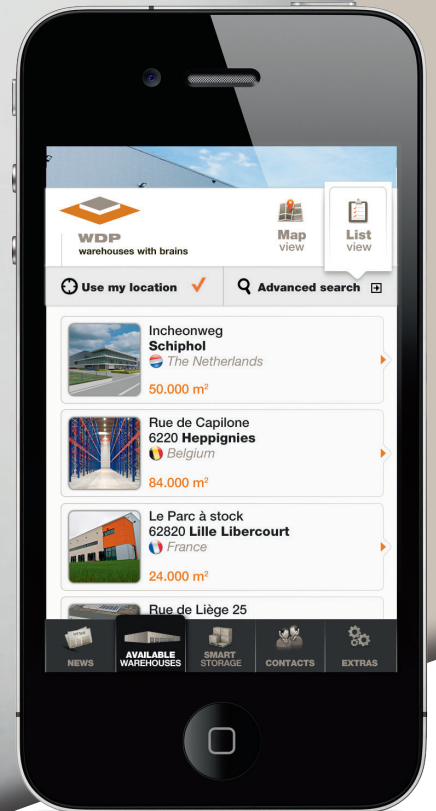 WDP
warehouses with brains
Map
view
List
view
Use my location
Advanced search
Incheonweg
Schiphol
The Netherlands
50.000 m²
Rue de Capilone
6220 Heppignies
Belgium
84.000 m²
Le Parc à stock
62820 Lille Libercourt
France
24.000 m²
Rue de Liège 25
NEWS
AVAILABLE
WAREHOUSES
SMART
STORAGE
CONTACTS
EXTRAS